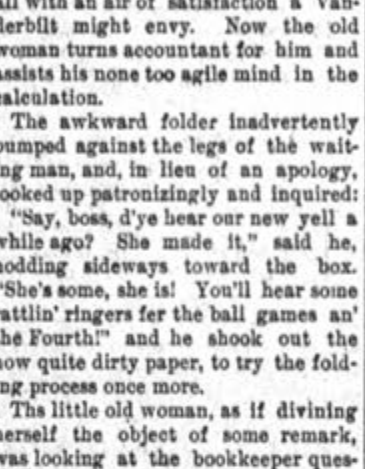 all with an air of satisfaction a Van-
derbilt might envy. Now the old
woman turns accountant for him and
assists his none too agile mind in the
calculation.
The awkward folder inadvertently
bumped against the legs of the wait-
ing man, and, in lieu of an apology,
looked up patronizingly and inquired:
"Say, boss, d'ye hear our new yell a
while ago? She made it," said he,
nodding sideways toward the box.
"She's some, she is! You'll hear some
rattlin' ringers fer the ball games an'
the Fourth!" and he shook out the
now quite dirty paper, to try the fold-
ing process once more.
Ths little old woman, as if divining
herself the object of some remark,
was looking at the bookkeeper ques-